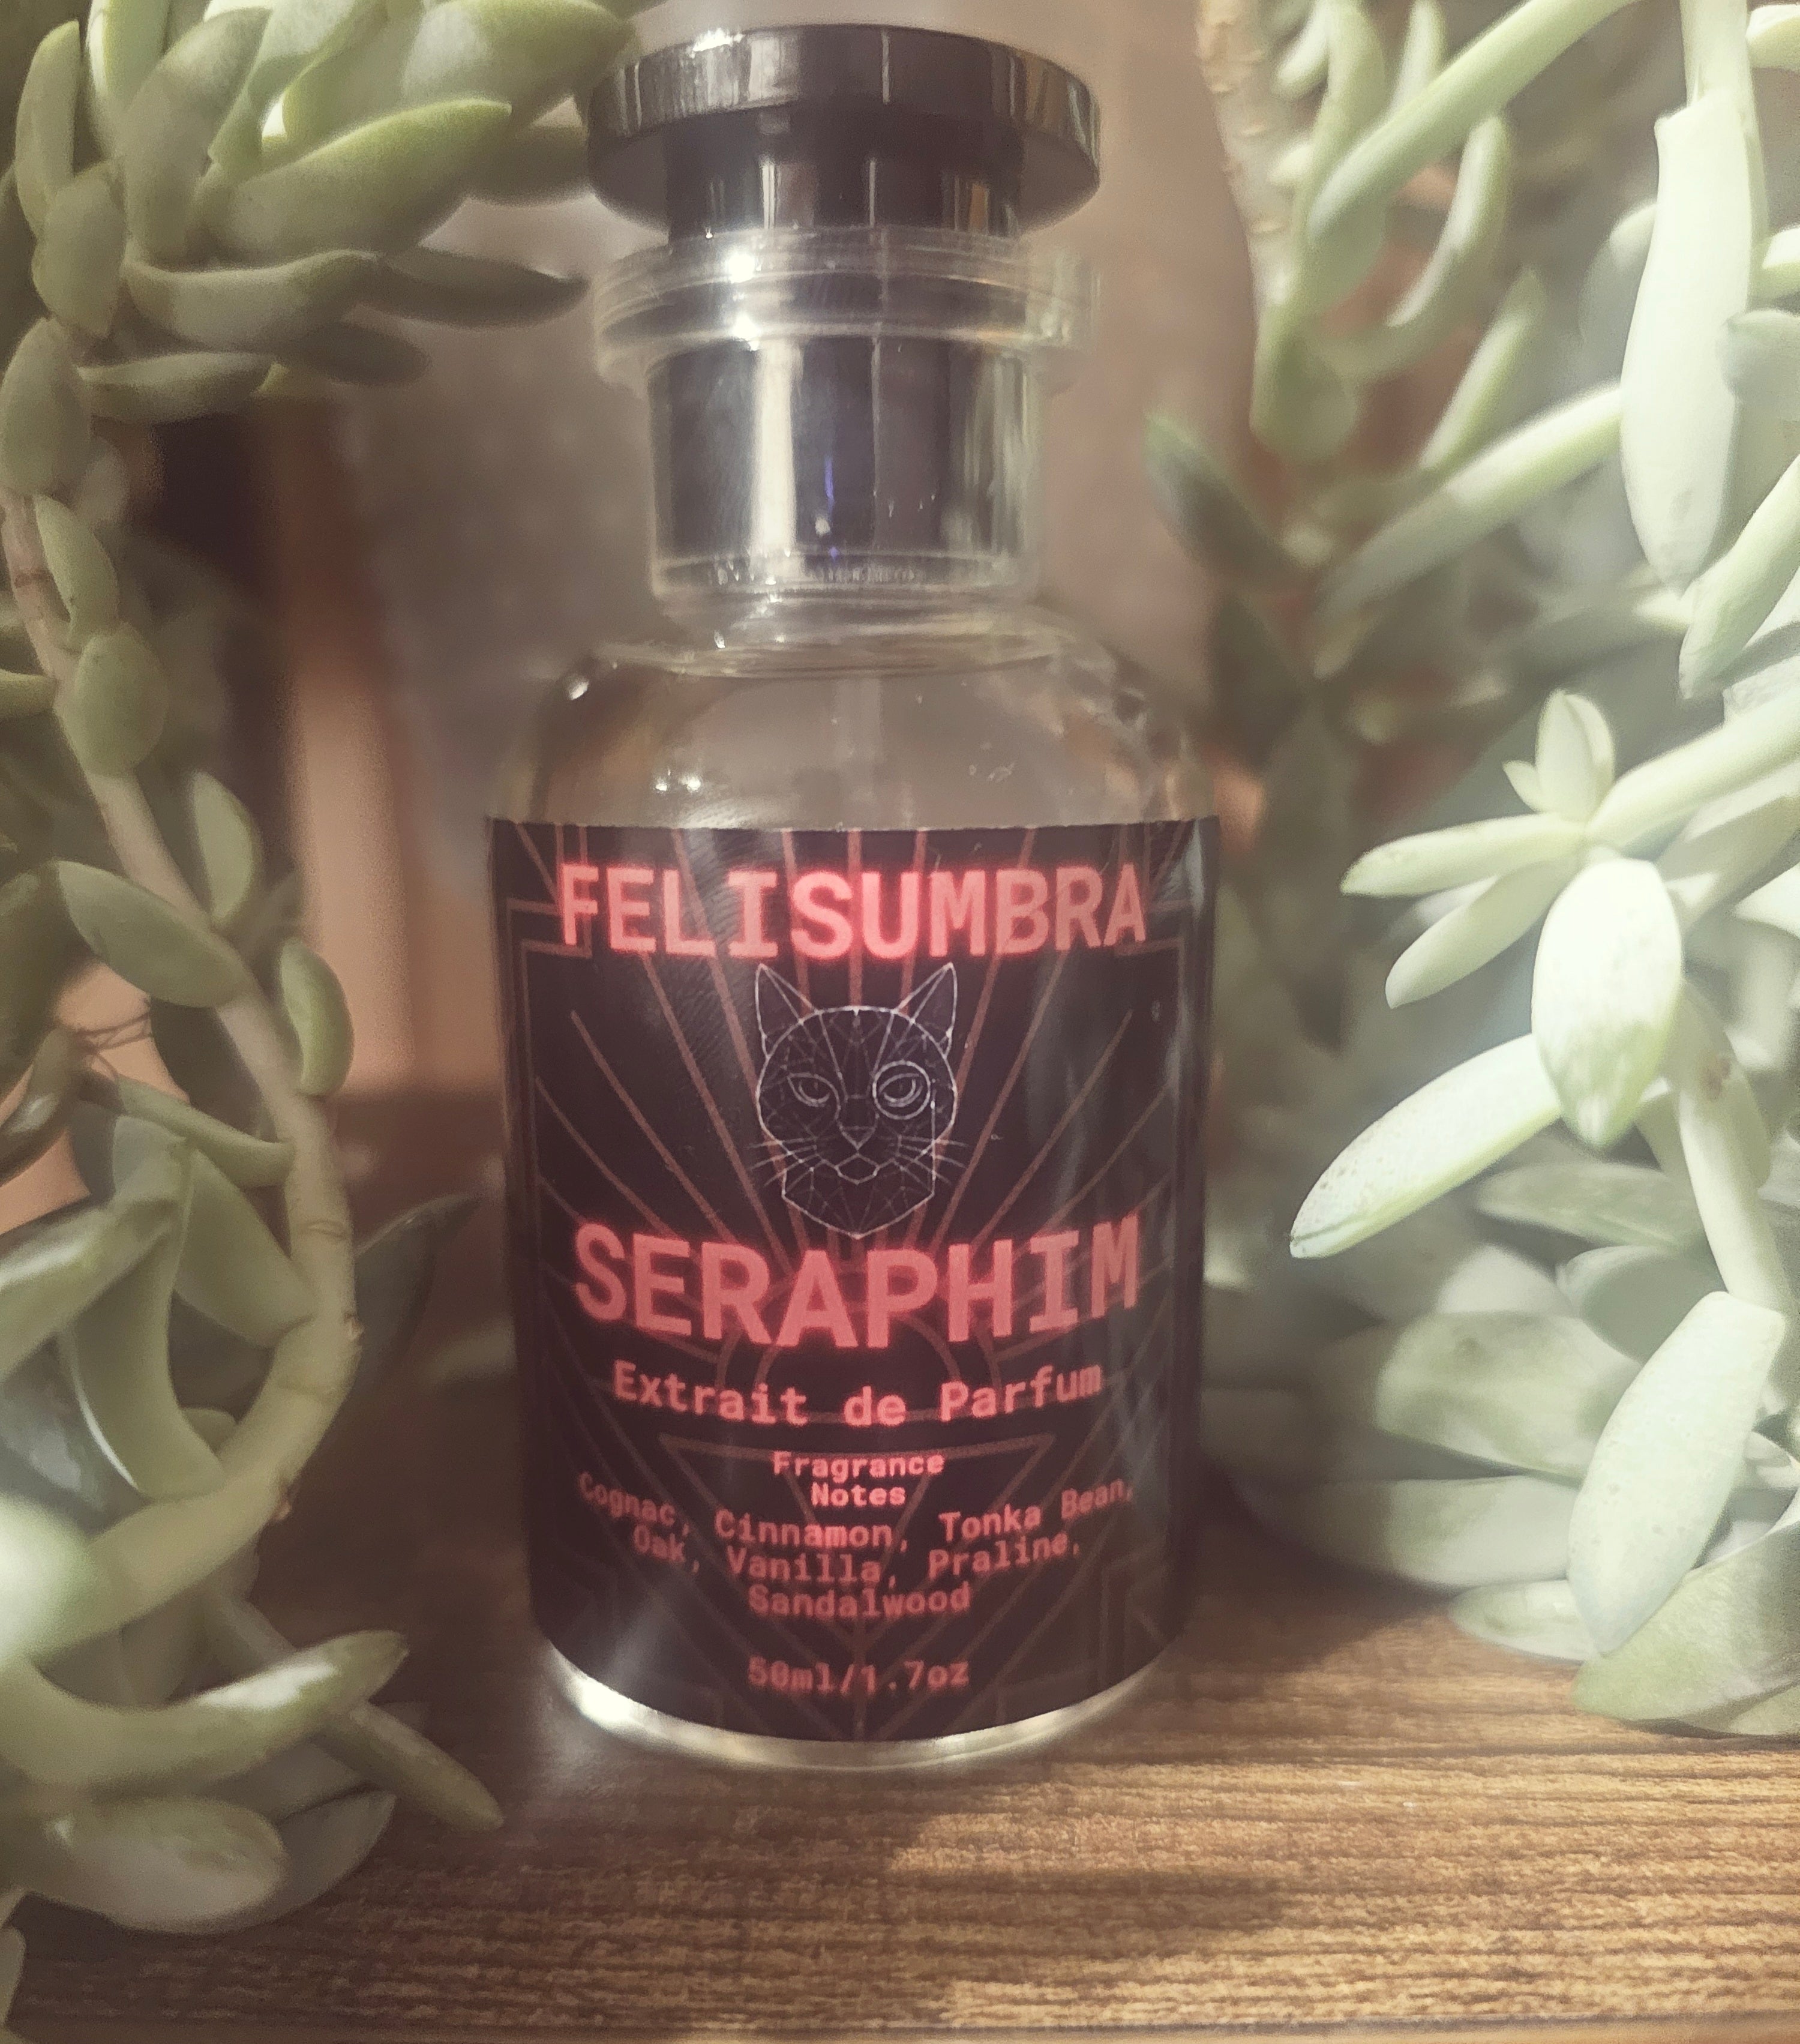 FELISUMBRA
SERAPHIM
Extrait de Parfum
Fragrance
Notes
Cognac, Cinnamon, Tonka Bean,
Oak, Vanilla, Praline,
Sandalwood
50ml/1.7oz